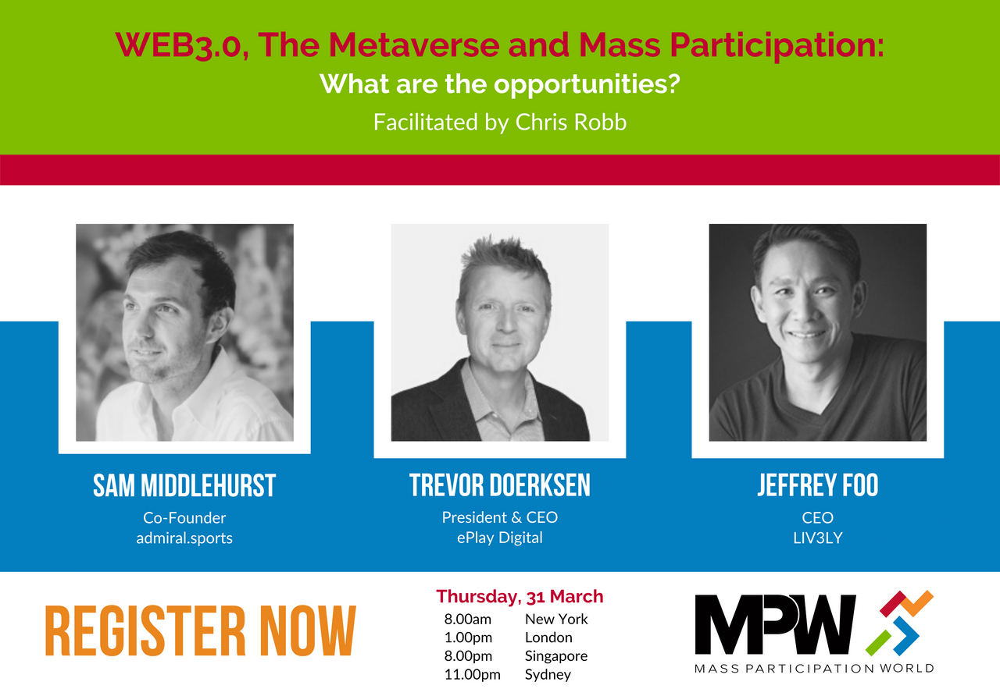 WEB3.0, The Metaverse and Mass Participation:
What are the opportunities?
Facilitated by Chris Robb
SAM MIDDLEHURST
Co-Founder
admiral.sports
TREVOR DOERKSEN
President & CEO
ePlay Digital
JEFFREY FOO
CEO
LIV3LY
REGISTER NOW
Thursday, 31 March
8.00am New York
1.00pm London
8.00pm Singapore
11.00pm Sydney
MPW
MASS PARTICIPATION WORLD